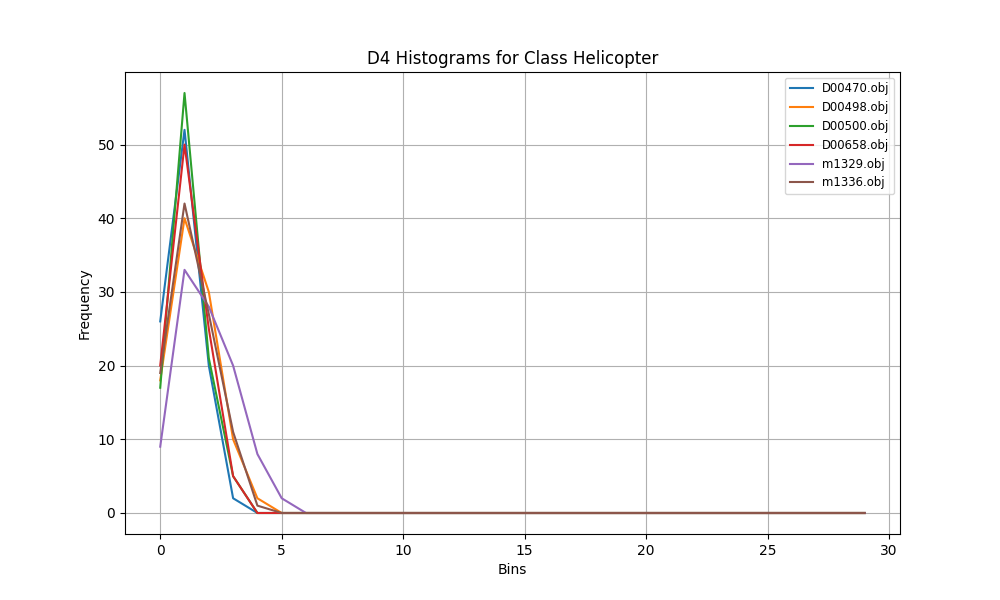 D4 Histograms for Class Helicopter
D00470.obj
D00498.obj
D00500.obj
D00658.obj
m1329.obj
m1336.obj
Frequency
50
40
30
20
10
0
0 5 10 15 20 25 30
Bins